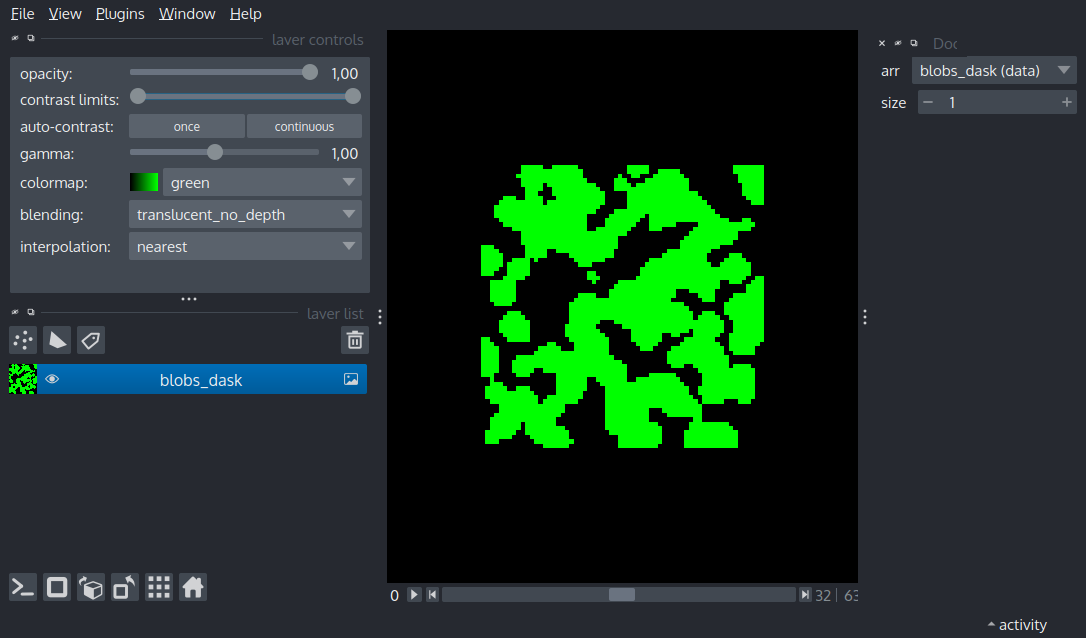 File View Plugins Window Help
layer controls
opacity: 1,00
contrast limits:
auto-contrast: once continuous
gamma: 1,00
colormap: green
blending: translucent_no_depth
interpolation: nearest
layer list
blobs_dask
0 32 63
Doc
arr blobs_dask (data)
size 1
activity